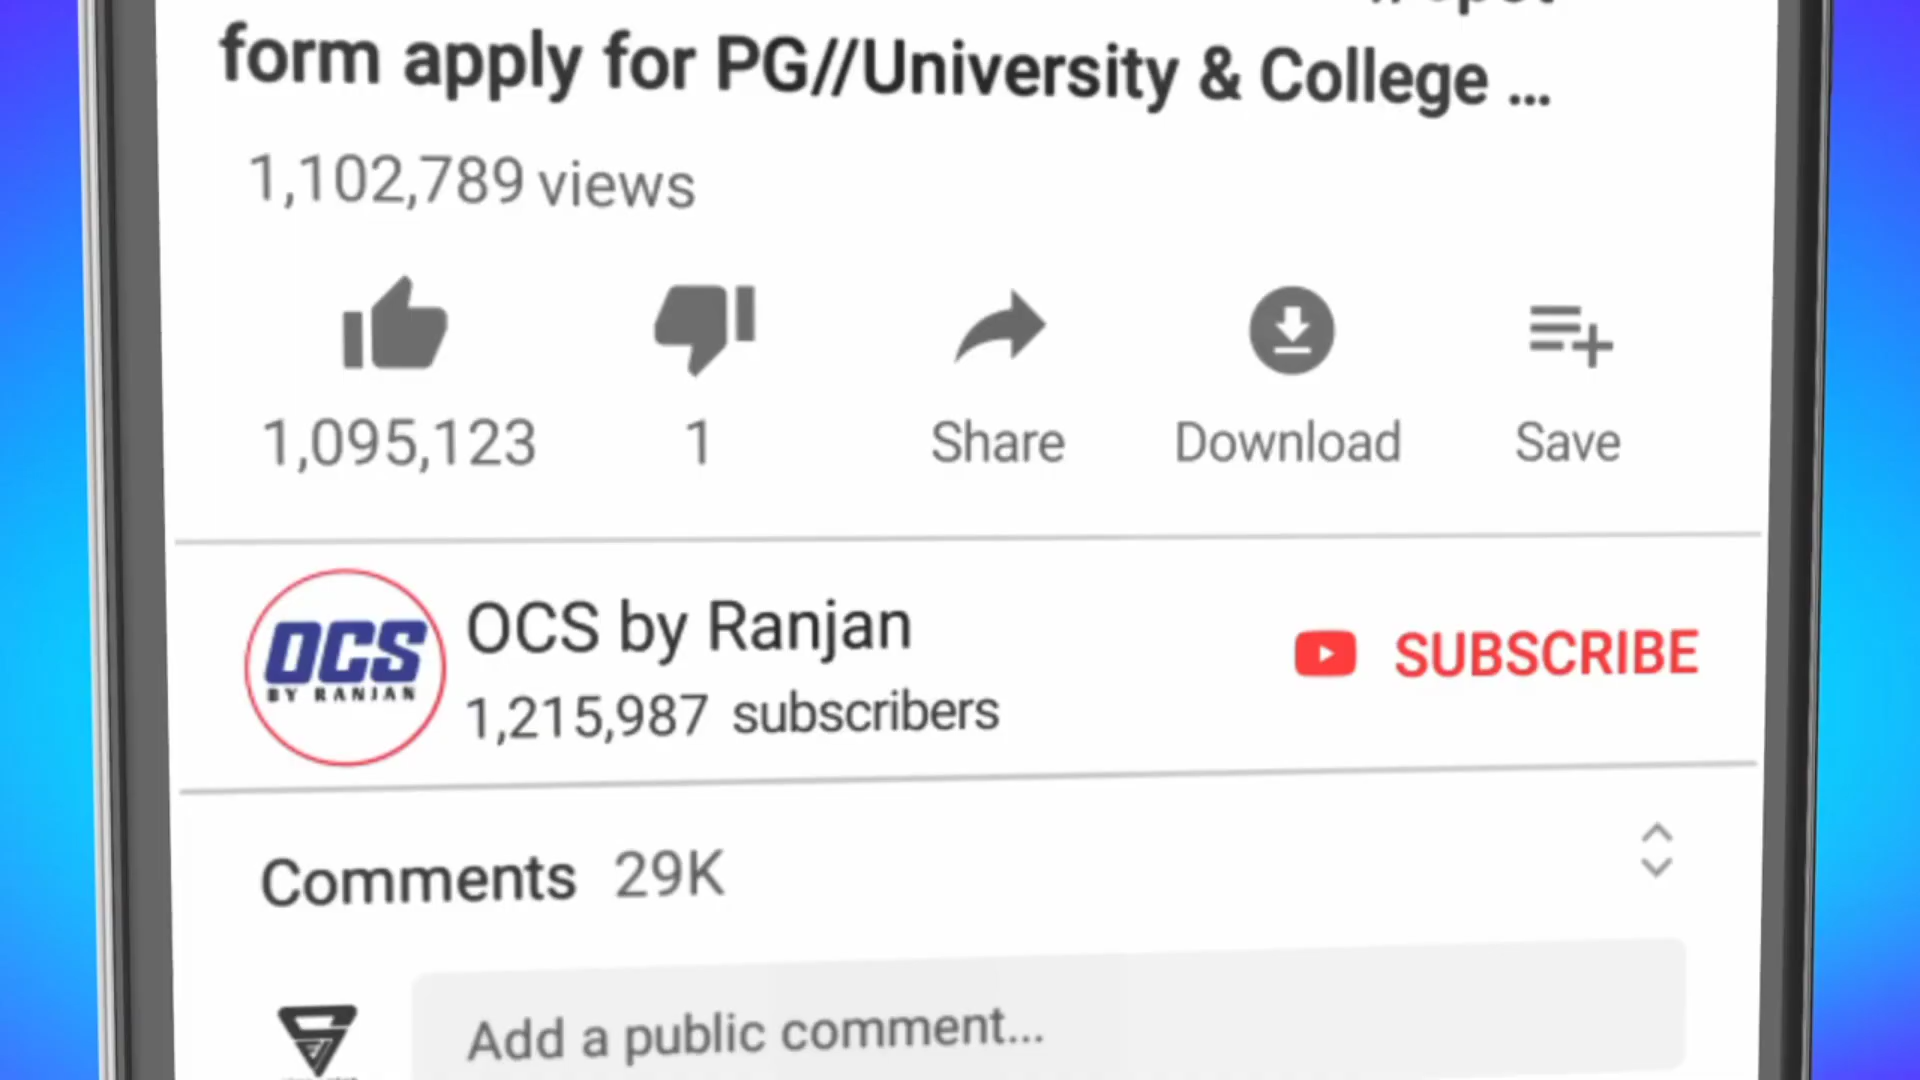 form apply for PG//University & College ...
1,102,789 views
1,095,123
1
Share
Download
Save
OCS
BY RANJAN
OCS by Ranjan
1,215,987 subscribers
SUBSCRIBE
Comments 29K
Add a public comment...